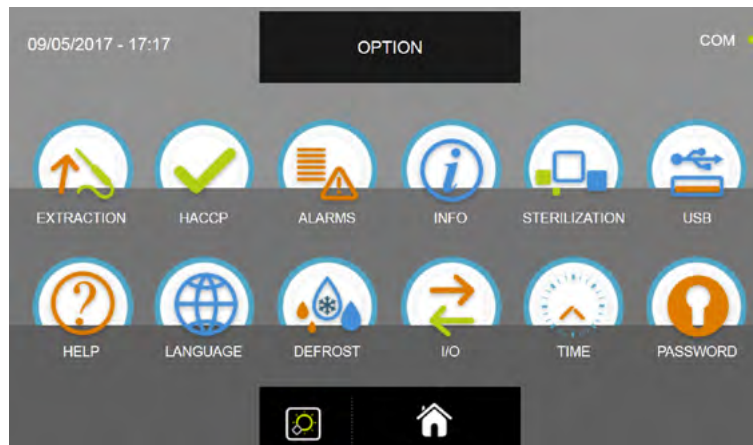 09/05/2017 - 17:17
OPTION
COM
EXTRACTION
HACCP
ALARMS
INFO
STERILIZATION
USB
HELP
LANGUAGE
DEFROST
I/O
TIME
PASSWORD